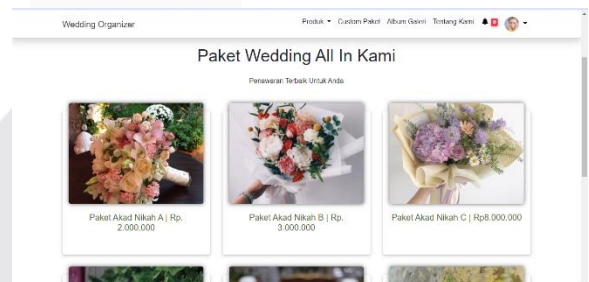 Wedding Organizer
Produk Custom Paket Album Galeri Tentang Kami
Paket Wedding All In Kami
Penawaran Terbaik Untuk Anda
Paket Akad Nikah A | Rp.
2.000.000
Paket Akad Nikah B | Rp.
3.000.000
Paket Akad Nikah C | Rp8.000.000